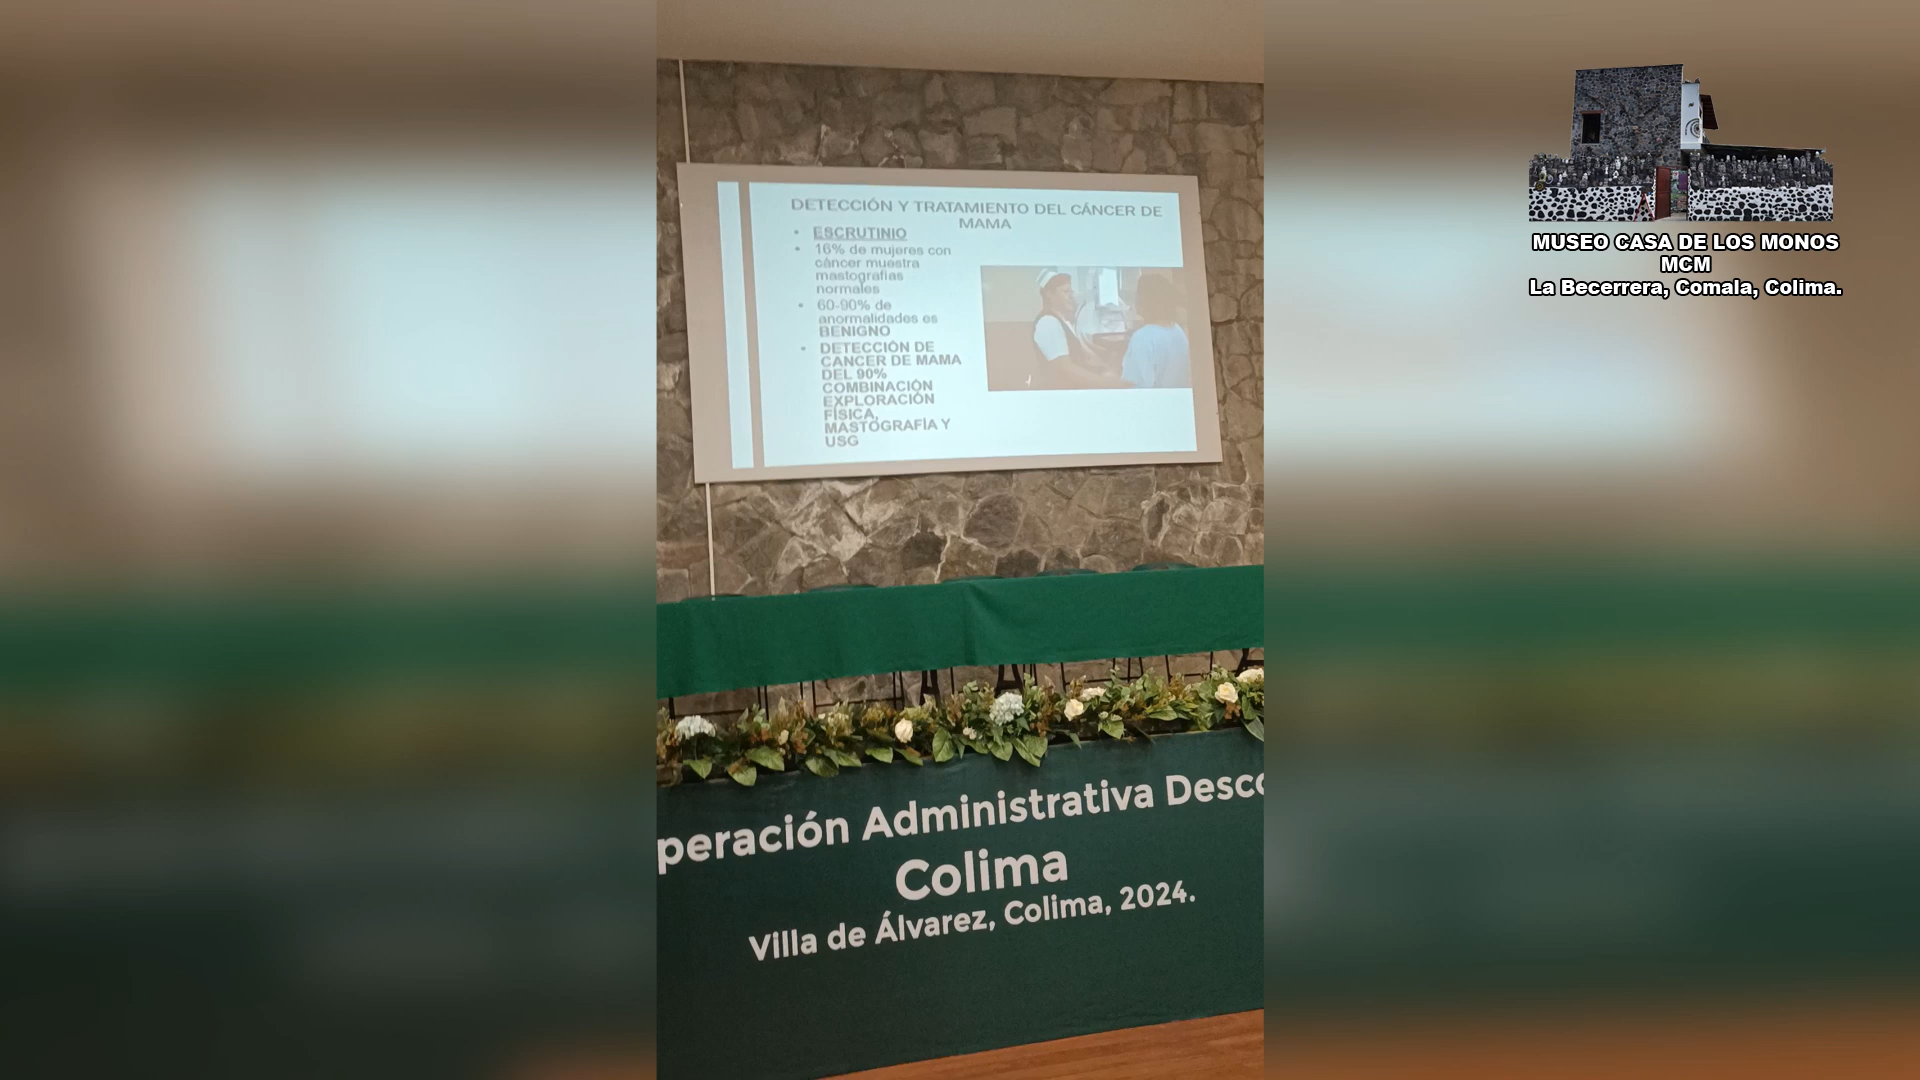 DETECCIÓN Y TRATAMIENTO DEL CÁNCER DE
MAMA
• ESCRUTINIO
• 16% de mujeres con
cáncer muestra
mastografías
normales
• 60-90% de
anormalidades es
BENIGNO
• DETECCIÓN DE
CANCER DE MAMA
DEL 90%
COMBINACIÓN
EXPLORACIÓN
FÍSICA,
MASTOGRAFÍA Y
USG
peración Administrativa Desco
Colima
Villa de Álvarez, Colima, 2024.
MUSEO CASA DE LOS MONOS
MCM
La Becerrera, Comala, Colima.